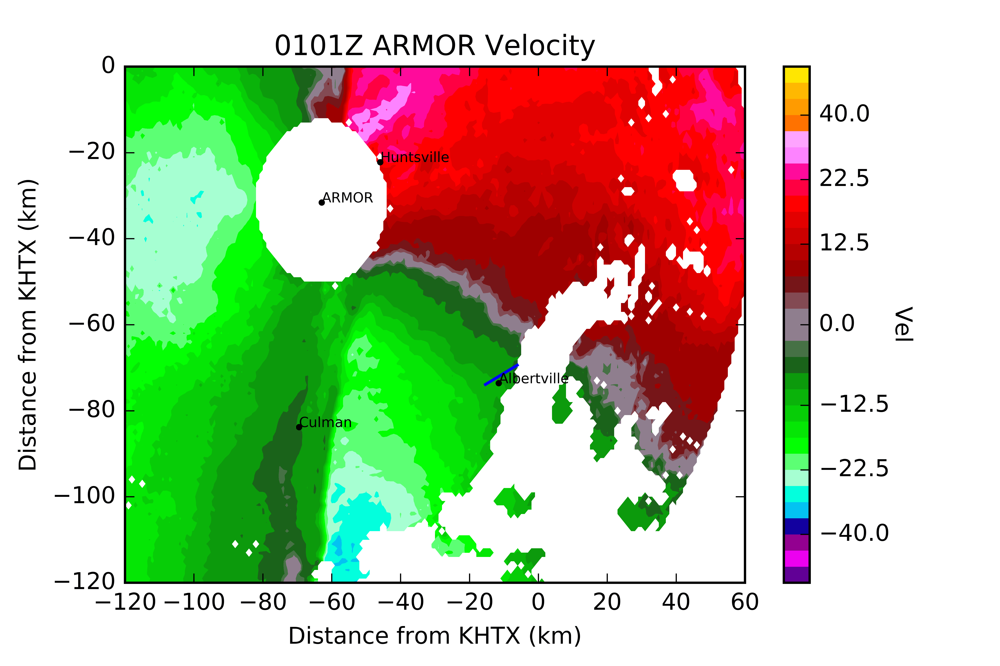 0101Z ARMOR Velocity
0
−20
−40
−60
−80
−100
−120
Distance from KHTX (km)
Huntsville
ARMOR
Albertville
Culman
−120 −100 −80 −60 −40 −20 0 20 40 60
Distance from KHTX (km)
40.0
22.5
12.5
0.0
−12.5
−22.5
−40.0
Vel